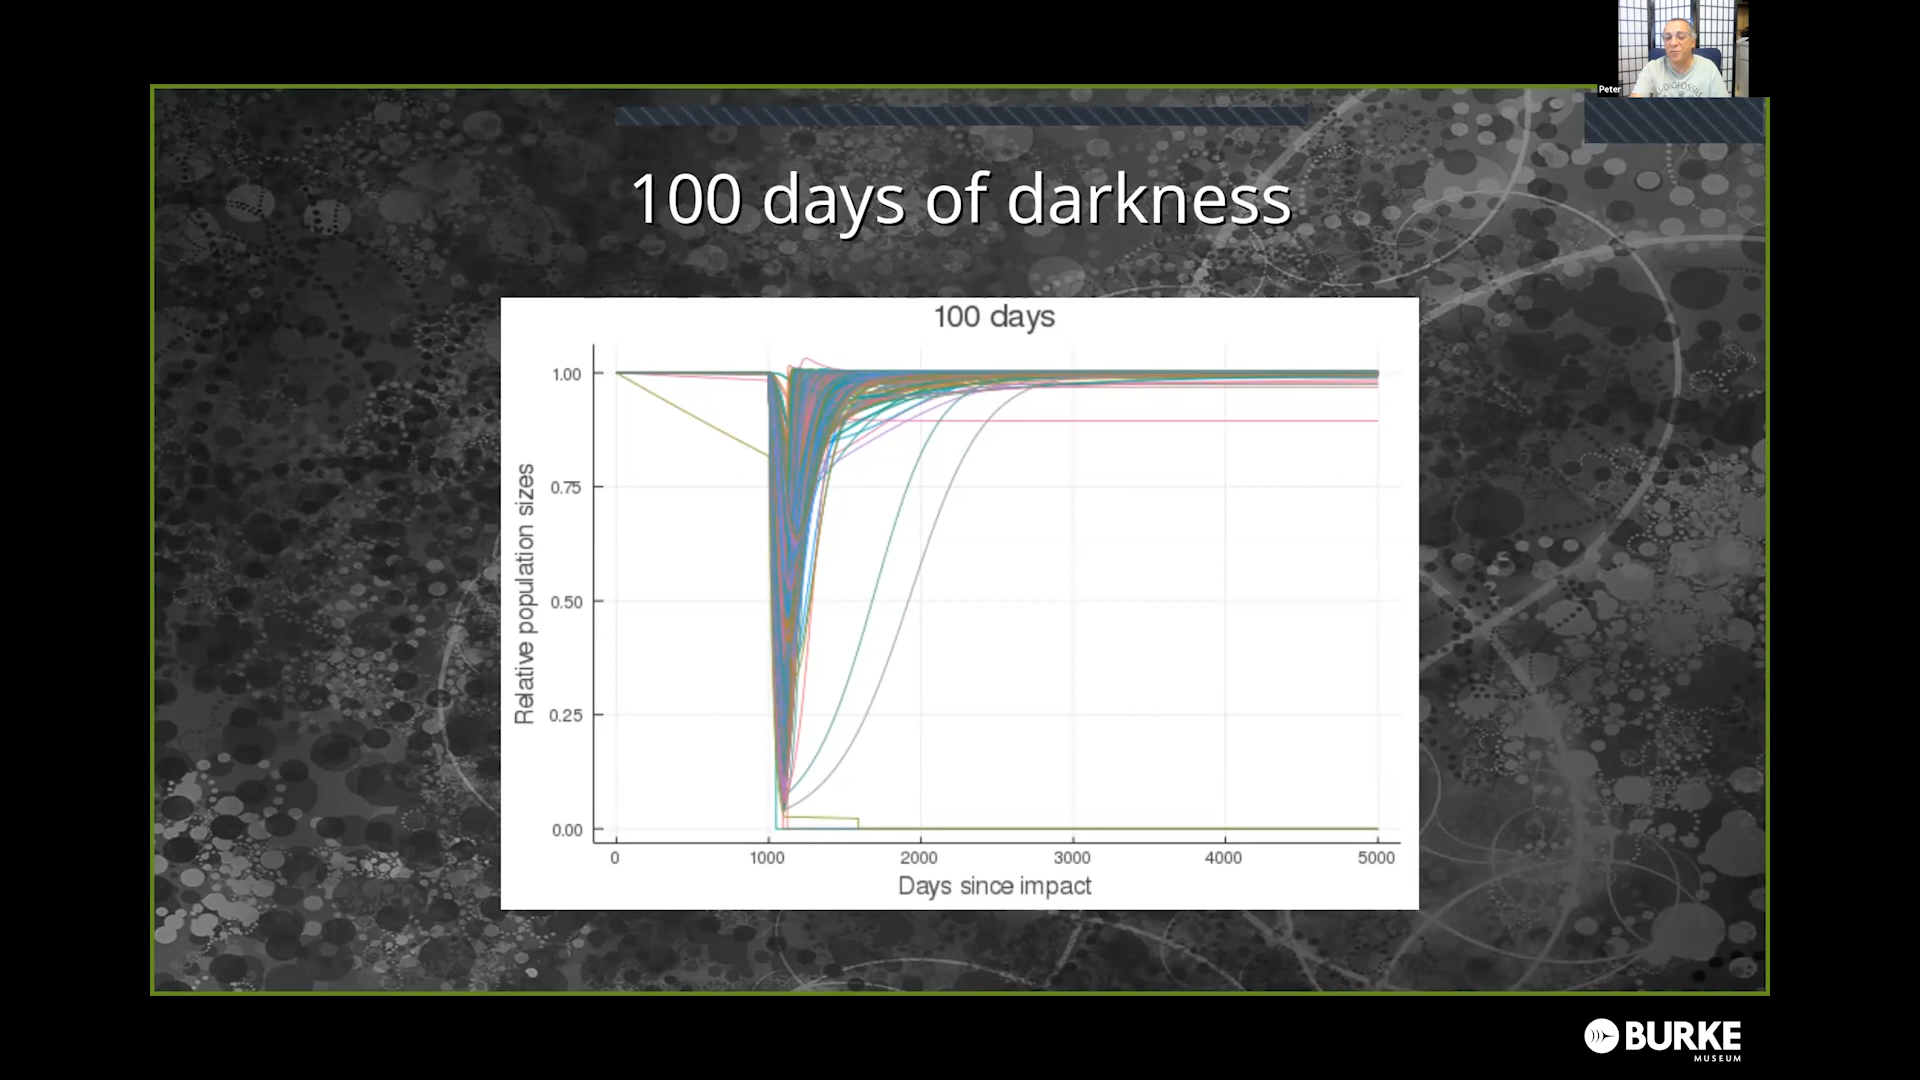 Peter
100 days of darkness
100 days
1.00
0.75
0.50
0.25
0.00
Relative population sizes
0 1000 2000 3000 4000 5000
Days since impact
BURKE
MUSEUM